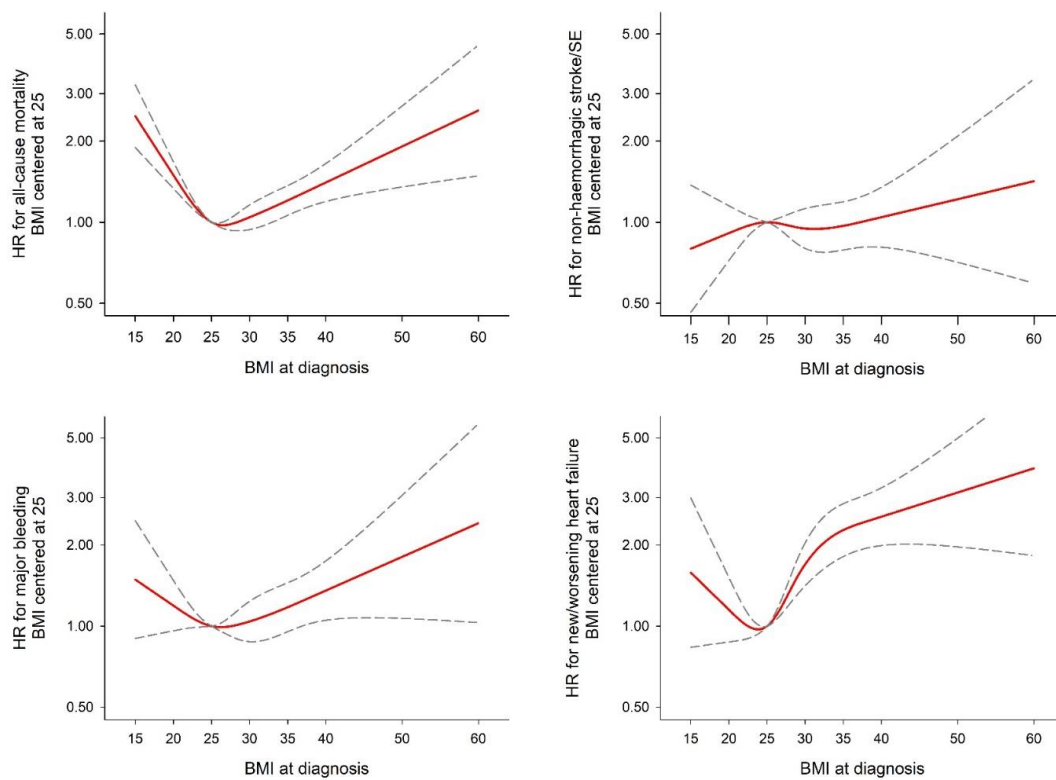 HR for all-cause mortality
BMI centered at 25
5.00
3.00
2.00
1.00
0.50
15 20 25 30 35 40 50 60
BMI at diagnosis
HR for non-haemorrhagic stroke/SE
BMI centered at 25
5.00
3.00
2.00
1.00
0.50
15 20 25 30 35 40 50 60
BMI at diagnosis
HR for major bleeding
BMI centered at 25
5.00
3.00
2.00
1.00
0.50
15 20 25 30 35 40 50 60
BMI at diagnosis
HR for new/worsening heart failure
BMI centered at 25
5.00
3.00
2.00
1.00
0.50
15 20 25 30 35 40 50 60
BMI at diagnosis